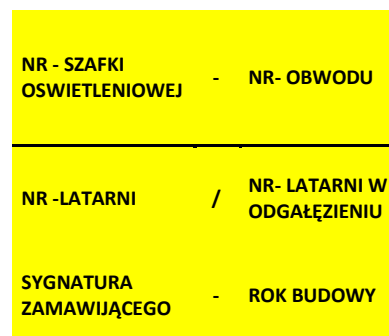 NR - SZAFKI
OSWIETLENIOWEJ - NR- OBWODU
NR -LATARNI / NR- LATARNI W
ODGAŁĘZIENIU
SYGNATURA
ZAMAWIJĄCEGO - ROK BUDOWY